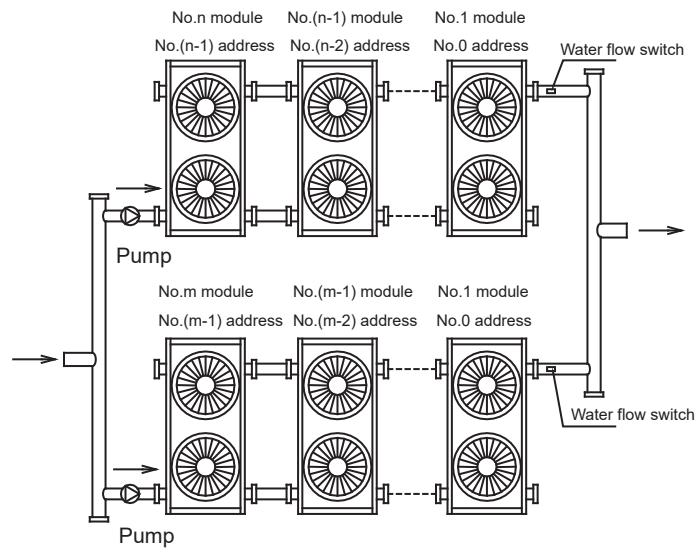 No.n module No.(n-1) module No.1 module
No.(n-1) address No.(n-2) address No.0 address
Water flow switch
Pump
No.m module No.(m-1) module No.1 module
No.(m-1) address No.(m-2) address No.0 address
Water flow switch
Pump